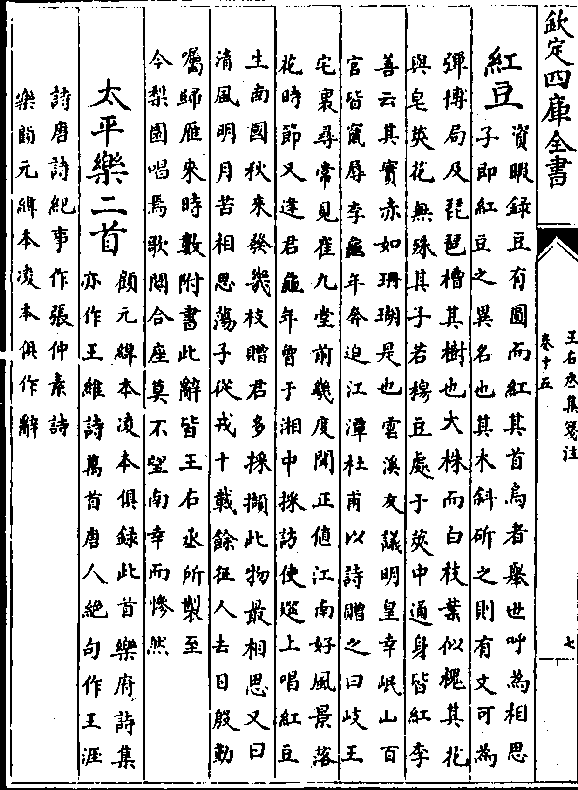 欽定四庫全書
王右丞集箋注
卷十五
七
紅豆
資暇録豆有圓而紅其首烏者舉世呼為相思
子即紅豆之異名也其木斜斫之則有文可為
彈博局及琵琶槽其樹也大株而白枝葉似槐其花
與皂莢花無殊其子若稨豆處于莢中通身皆紅李
善云其實赤如珊瑚是也雲溪友議明皇幸岷山百
官皆竄辱李龜年奔迫江潭杜甫以詩贈之曰岐王
宅裏尋常見崔九堂前幾度聞正值江南好風景落
花時節又逢君龜年曾于湘中採訪使筵上唱紅豆
生南國秋來發幾枝贈君多採擷此物最相思又曰
清風明月苦相思蕩子從戎十載餘征人去日殷勤
囑歸雁來時數附書此辭皆王右丞所製至
今梨園唱焉歌闋合座莫不望南幸而慘然
太平樂二首
顧元緯本凌本俱録此首樂府詩集
亦作王維詩萬首唐人絶句作王涯
詩唐詩紀事作張仲素詩
樂顧元緯本凌本俱作辭